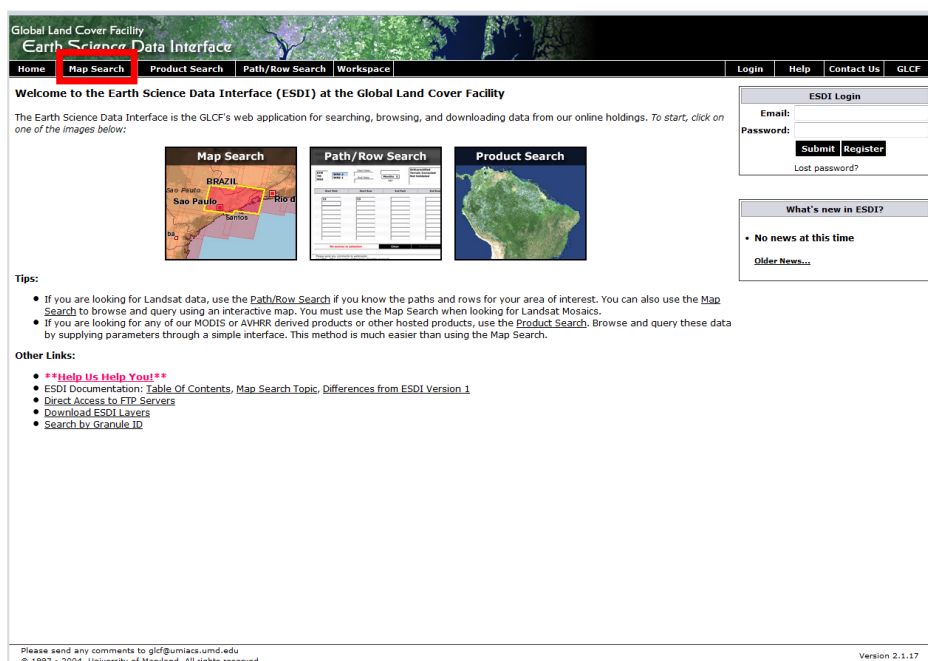 Global Land Cover Facility
Earth Science Data Interface
Home Map Search Product Search Path/Row Search Workspace Login Help Contact Us GLCF
Welcome to the Earth Science Data Interface (ESDI) at the Global Land Cover Facility
The Earth Science Data Interface is the GLCF's web application for searching, browsing, and downloading data from our online holdings. To start, click on
one of the images below:
Map Search
BRAZIL
Sao Paulo
Sao Paulo
Rio d
Santos
Path/Row Search
Product Search
Tips:
• If you are looking for Landsat data, use the Path/Row Search if you know the paths and rows for your area of interest. You can also use the Map
Search to browse and query using an interactive map. You must use the Map Search when looking for Landsat Mosaics.
• If you are looking for any of our MODIS or AVHRR derived products or other hosted products, use the Product Search. Browse and query these data
by supplying parameters through a simple interface. This method is much easier than using the Map Search.
Other Links:
• **Help Us Help You!**
• ESDI Documentation: Table Of Contents, Map Search Topic, Differences from ESDI Version 1
• Direct Access to FTP Servers
• Download ESDI Layers
• Search by Granule ID
ESDI Login
Email:
Password:
Submit Register
Lost password?
What's new in ESDI?
• No news at this time
Older News...
Please send any comments to glcf@umiacs.umd.edu
© 1997 - 2004, University of Maryland, All rights reserved
Version 2.1.17